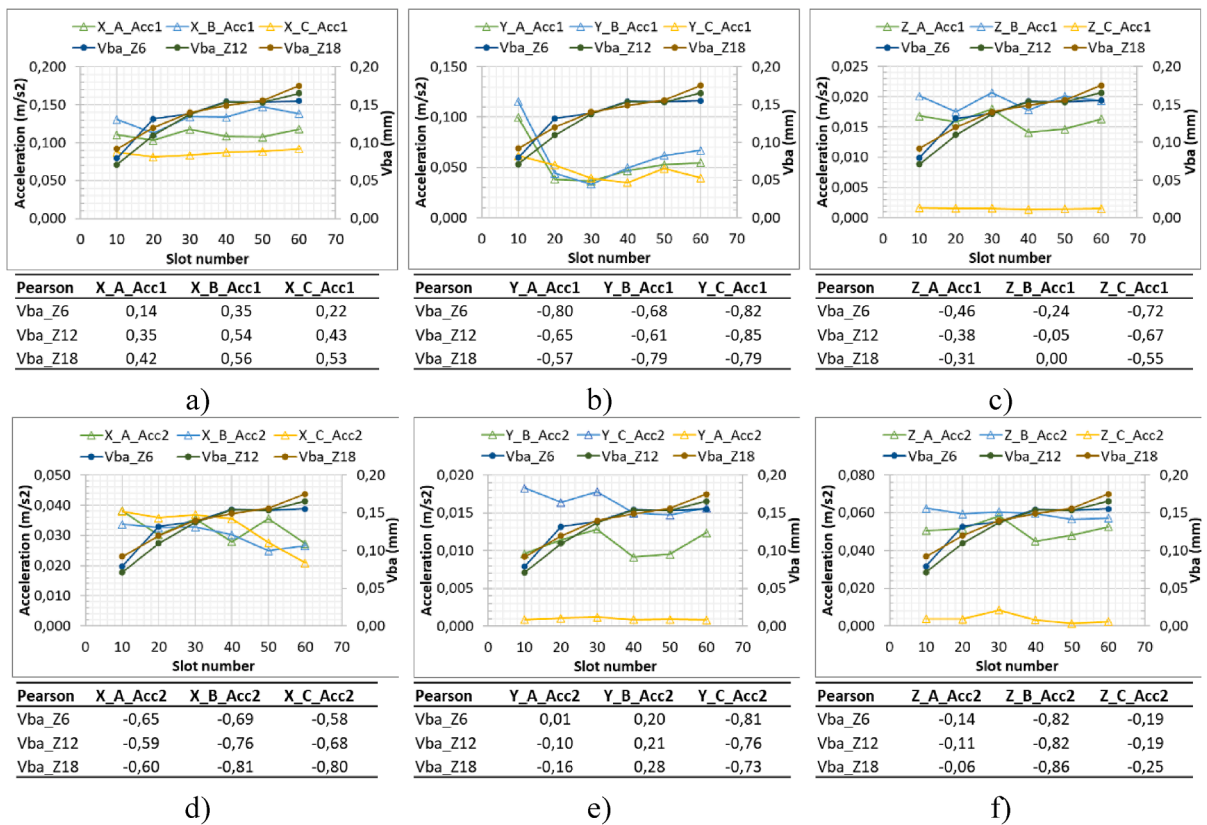 X_A_Acc1 X_B_Acc1 X_C_Acc1
Vba_Z6 Vba_Z12 Vba_Z18
Acceleration (m/s2)
0,200 0,20
0,150 0,15
0,100 0,10
0,050 0,05
0,000 0,00
Vba (mm)
0 10 20 30 40 50 60 70
Slot number
Pearson X_A_Acc1 X_B_Acc1 X_C_Acc1
Vba_Z6 0,14 0,35 0,22
Vba_Z12 0,35 0,54 0,43
Vba_Z18 0,42 0,56 0,53
a)
Y_A_Acc1 Y_B_Acc1 Y_C_Acc1
Vba_Z6 Vba_Z12 Vba_Z18
Acceleration (m/s2)
0,150 0,20
0,15
0,100
0,10
0,050
0,05
0,000 0,00
Vba (mm)
0 10 20 30 40 50 60 70
Slot number
Pearson Y_A_Acc1 Y_B_Acc1 Y_C_Acc1
Vba_Z6 -0,80 -0,68 -0,82
Vba_Z12 -0,65 -0,61 -0,85
Vba_Z18 -0,57 -0,79 -0,79
b)
Z_A_Acc1 Z_B_Acc1 Z_C_Acc1
Vba_Z6 Vba_Z12 Vba_Z18
Acceleration (m/s2)
0,025 0,20
0,020
0,15
0,015
0,10
0,010
0,05
0,005
0,000 0,00
Vba (mm)
0 10 20 30 40 50 60 70
Slot number
Pearson Z_A_Acc1 Z_B_Acc1 Z_C_Acc1
Vba_Z6 -0,46 -0,24 -0,72
Vba_Z12 -0,38 -0,05 -0,67
Vba_Z18 -0,31 0,00 -0,55
c)
X_A_Acc2 X_B_Acc2 X_C_Acc2
Vba_Z6 Vba_Z12 Vba_Z18
Acceleration (m/s2)
0,050 0,20
0,040
0,15
0,030
0,10
0,020
0,05
0,010
0,000 0,00
Vba (mm)
0 10 20 30 40 50 60 70
Slot number
Pearson X_A_Acc2 X_B_Acc2 X_C_Acc2
Vba_Z6 -0,65 -0,69 -0,58
Vba_Z12 -0,59 -0,76 -0,68
Vba_Z18 -0,60 -0,81 -0,80
d)
Y_B_Acc2 Y_C_Acc2 Y_A_Acc2
Vba_Z6 Vba_Z12 Vba_Z18
Acceleration (m/s2)
0,020 0,20
0,015 0,15
0,010 0,10
0,005 0,05
0,000 0,00
Vba (mm)
0 10 20 30 40 50 60 70
Slot number
Pearson Y_A_Acc2 Y_B_Acc2 Y_C_Acc2
Vba_Z6 0,01 0,20 -0,81
Vba_Z12 -0,10 0,21 -0,76
Vba_Z18 -0,16 0,28 -0,73
e)
Z_A_Acc2 Z_B_Acc2 Z_C_Acc2
Vba_Z6 Vba_Z12 Vba_Z18
Acceleration (m/s2)
0,080 0,20
0,060 0,15
0,040 0,10
0,020 0,05
0,000 0,00
Vba (mm)
0 10 20 30 40 50 60 70
Slot number
Pearson Z_A_Acc2 Z_B_Acc2 Z_C_Acc2
Vba_Z6 -0,14 -0,82 -0,19
Vba_Z12 -0,11 -0,82 -0,19
Vba_Z18 -0,06 -0,86 -0,25
f)